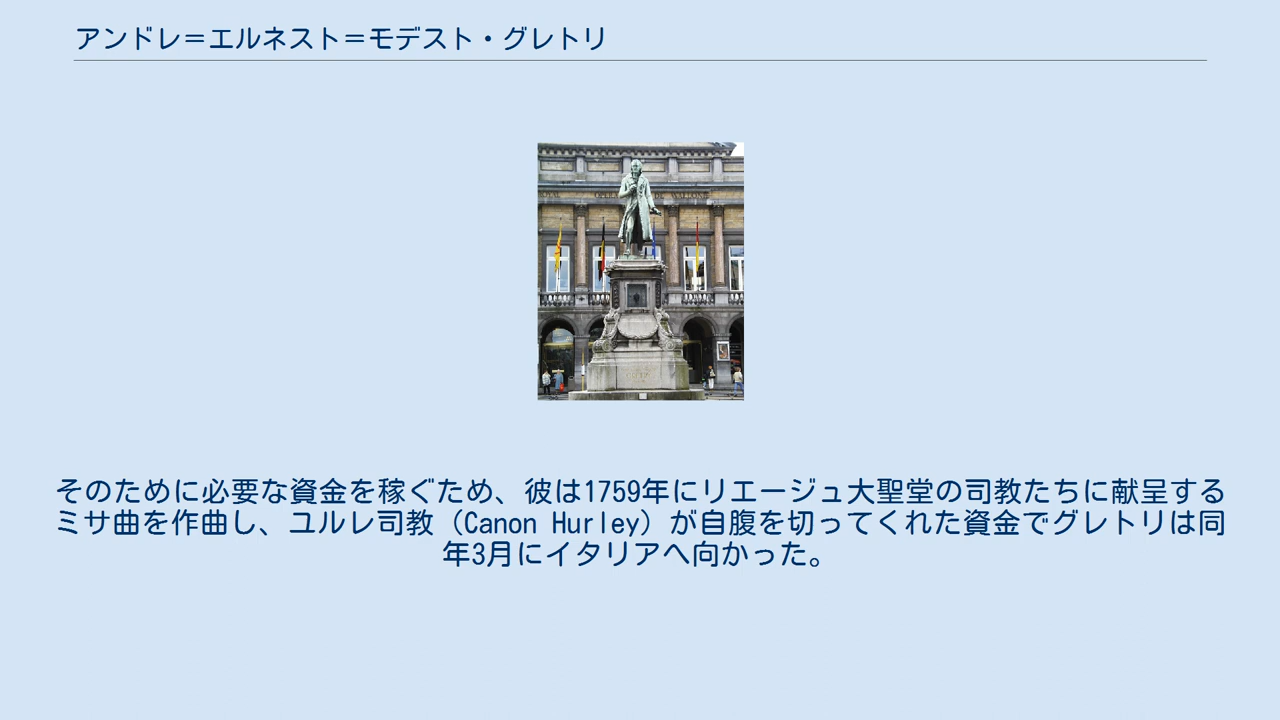 アンドレ＝エルネスト＝モデスト・グレトリ
OPERA DE WALLONIE
そのために必要な資金を稼ぐため、彼は1759年にリエージュ大聖堂の司教たちに献呈する
ミサ曲を作曲し、ユルレ司教（Canon Hurley）が自腹を切ってくれた資金でグレトリは同
年3月にイタリアへ向かった。